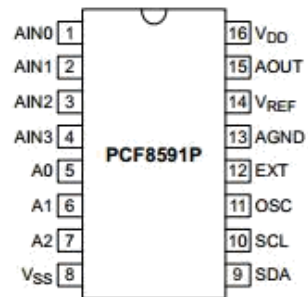 AIN0 1 16 VDD
AIN1 2 15 AOUT
AIN2 3 14 VREF
AIN3 4 13 AGND
PCF8591P
A0 5 12 EXT
A1 6 11 OSC
A2 7 10 SCL
VSS 8 9 SDA